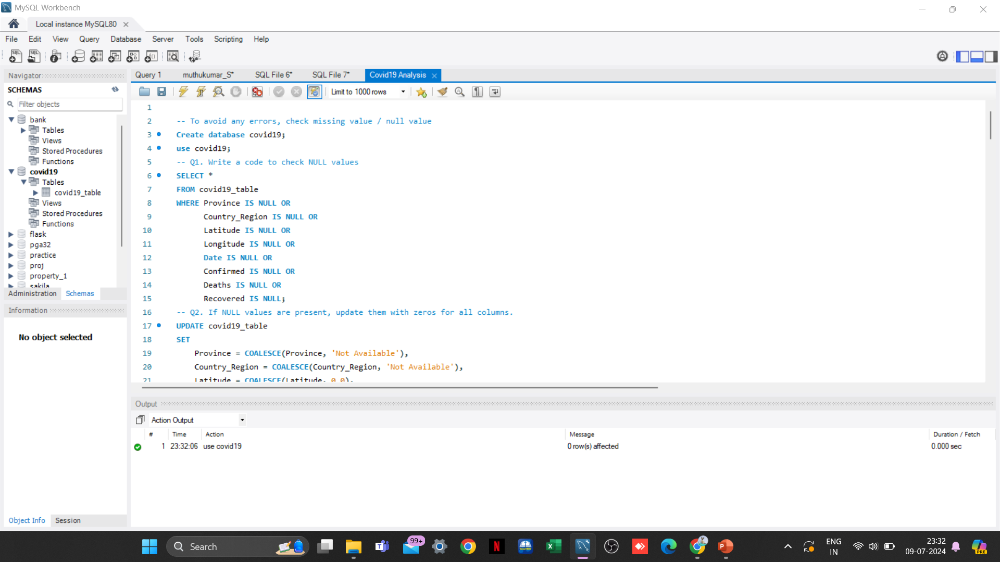 MySQL Workbench
Local instance MySQL80
File Edit View Query Database Server Tools Scripting Help
Navigator
SCHEMAS
Filter objects
bank
Tables
Views
Stored Procedures
Functions
covid19
Tables
covid19_table
Views
Stored Procedures
Functions
flask
pga32
practice
proj
property_1
sakila
Administration Schemas
Information
No object selected
Object Info Session
Query 1 muthukumar_S* SQL File 6* SQL File 7* Covid19 Analysis
Limit to 1000 rows
1
2 -- To avoid any errors, check missing value / null value
3 Create database covid19;
4 use covid19;
5 -- Q1. Write a code to check NULL values
6 SELECT *
7 FROM covid19_table
8 WHERE Province IS NULL OR
9 Country_Region IS NULL OR
10 Latitude IS NULL OR
11 Longitude IS NULL OR
12 Date IS NULL OR
13 Confirmed IS NULL OR
14 Deaths IS NULL OR
15 Recovered IS NULL;
16 -- Q2. If NULL values are present, update them with zeros for all columns.
17 UPDATE covid19_table
18 SET
19 Province = COALESCE(Province, 'Not Available'),
20 Country_Region = COALESCE(Country_Region, 'Not Available'),
21 Latitude = COALESCE(Latitude, 0.0),
Output
Action Output
# Time Action Message Duration / Fetch
1 23:32:06 use covid19 0 row(s) affected 0.000 sec
Search
99+
ENG
IN
23:32
09-07-2024
PRE